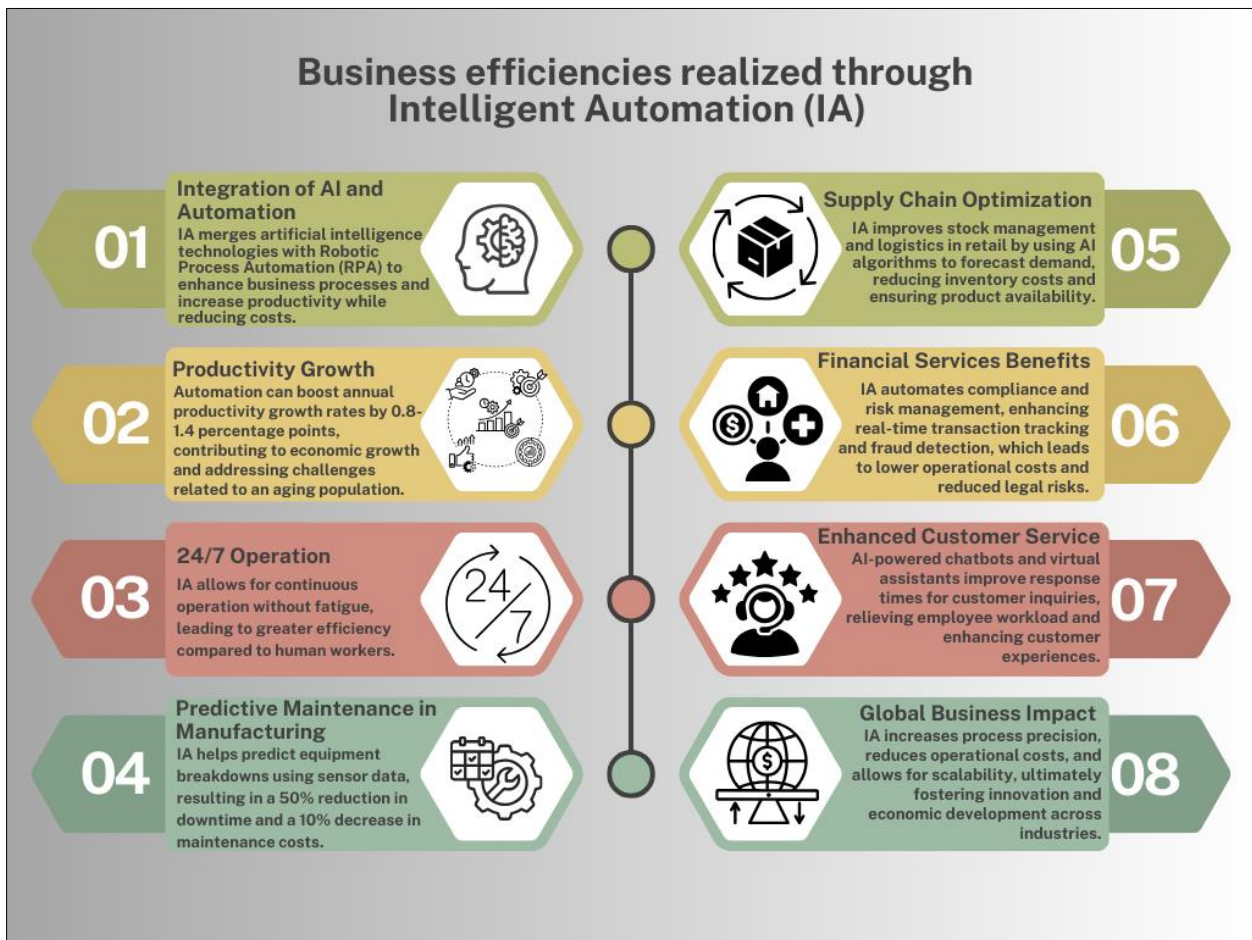 Business efficiencies realized through
Intelligent Automation (IA)
01
Integration of AI and
Automation
IA merges artificial intelligence
technologies with Robotic
Process Automation (RPA) to
enhance business processes and
increase productivity while
reducing costs.
02
Productivity Growth
Automation can boost annual
productivity growth rates by 0.8-
1.4 percentage points,
contributing to economic growth
and addressing challenges
related to an aging population.
03
24/7 Operation
IA allows for continuous
operation without fatigue,
leading to greater efficiency
compared to human workers.
24/7
04
Predictive Maintenance in
Manufacturing
IA helps predict equipment
breakdowns using sensor data,
resulting in a 50% reduction in
downtime and a 10% decrease in
maintenance costs.
Supply Chain Optimization
IA improves stock management
and logistics in retail by using AI
algorithms to forecast demand,
reducing inventory costs and
ensuring product availability.
05
Financial Services Benefits
IA automates compliance and
risk management, enhancing
real-time transaction tracking
and fraud detection, which leads
to lower operational costs and
reduced legal risks.
06
$
Enhanced Customer Service
AI-powered chatbots and virtual
assistants improve response
times for customer inquiries,
relieving employee workload and
enhancing customer
experiences.
07
Global Business Impact
IA increases process precision,
reduces operational costs, and
allows for scalability, ultimately
fostering innovation and
economic development across
industries.
08
$